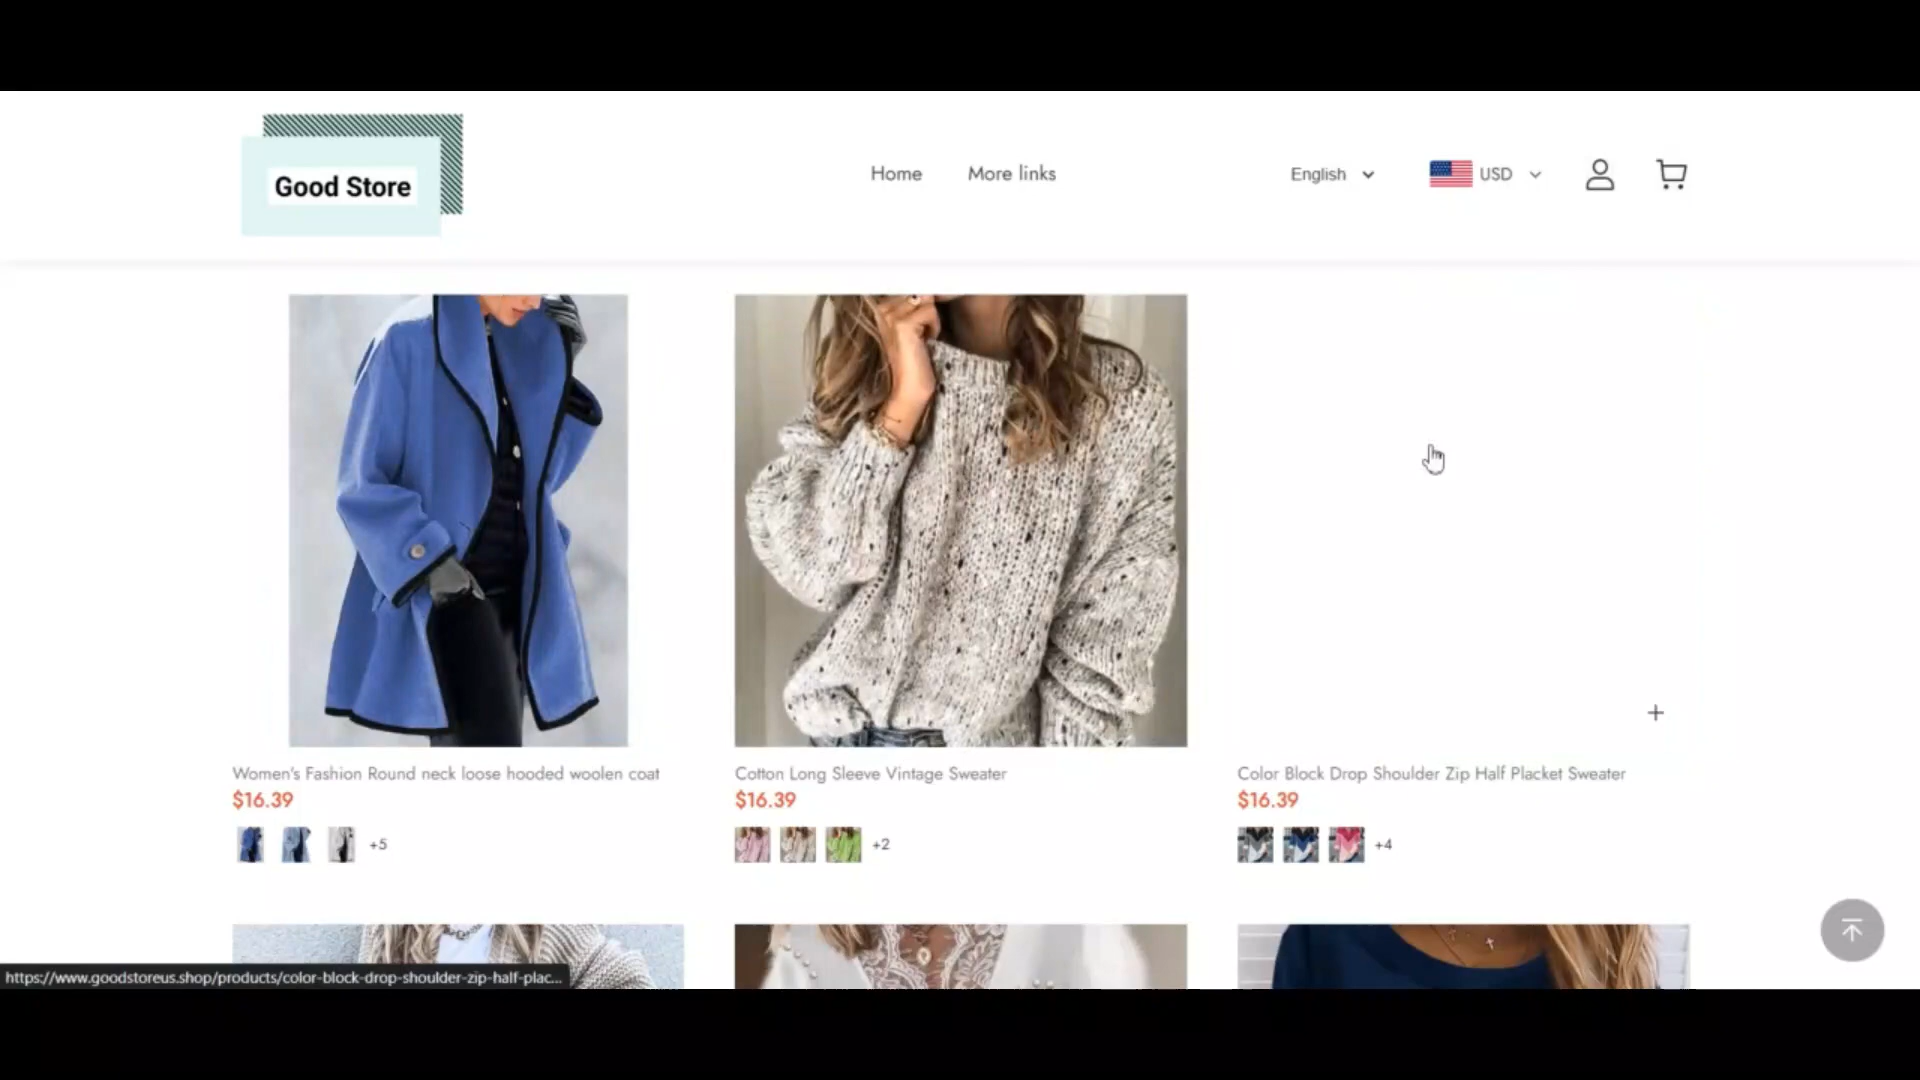 Good Store
Home
More links
English
USD
Women's Fashion Round neck loose hooded woolen coat
$16.39
+5
Cotton Long Sleeve Vintage Sweater
$16.39
+2
Color Block Drop Shoulder Zip Half Placket Sweater
$16.39
+4
https://www.goodstoreus.shop/products/color-block-drop-shoulder-zip-half-plac...